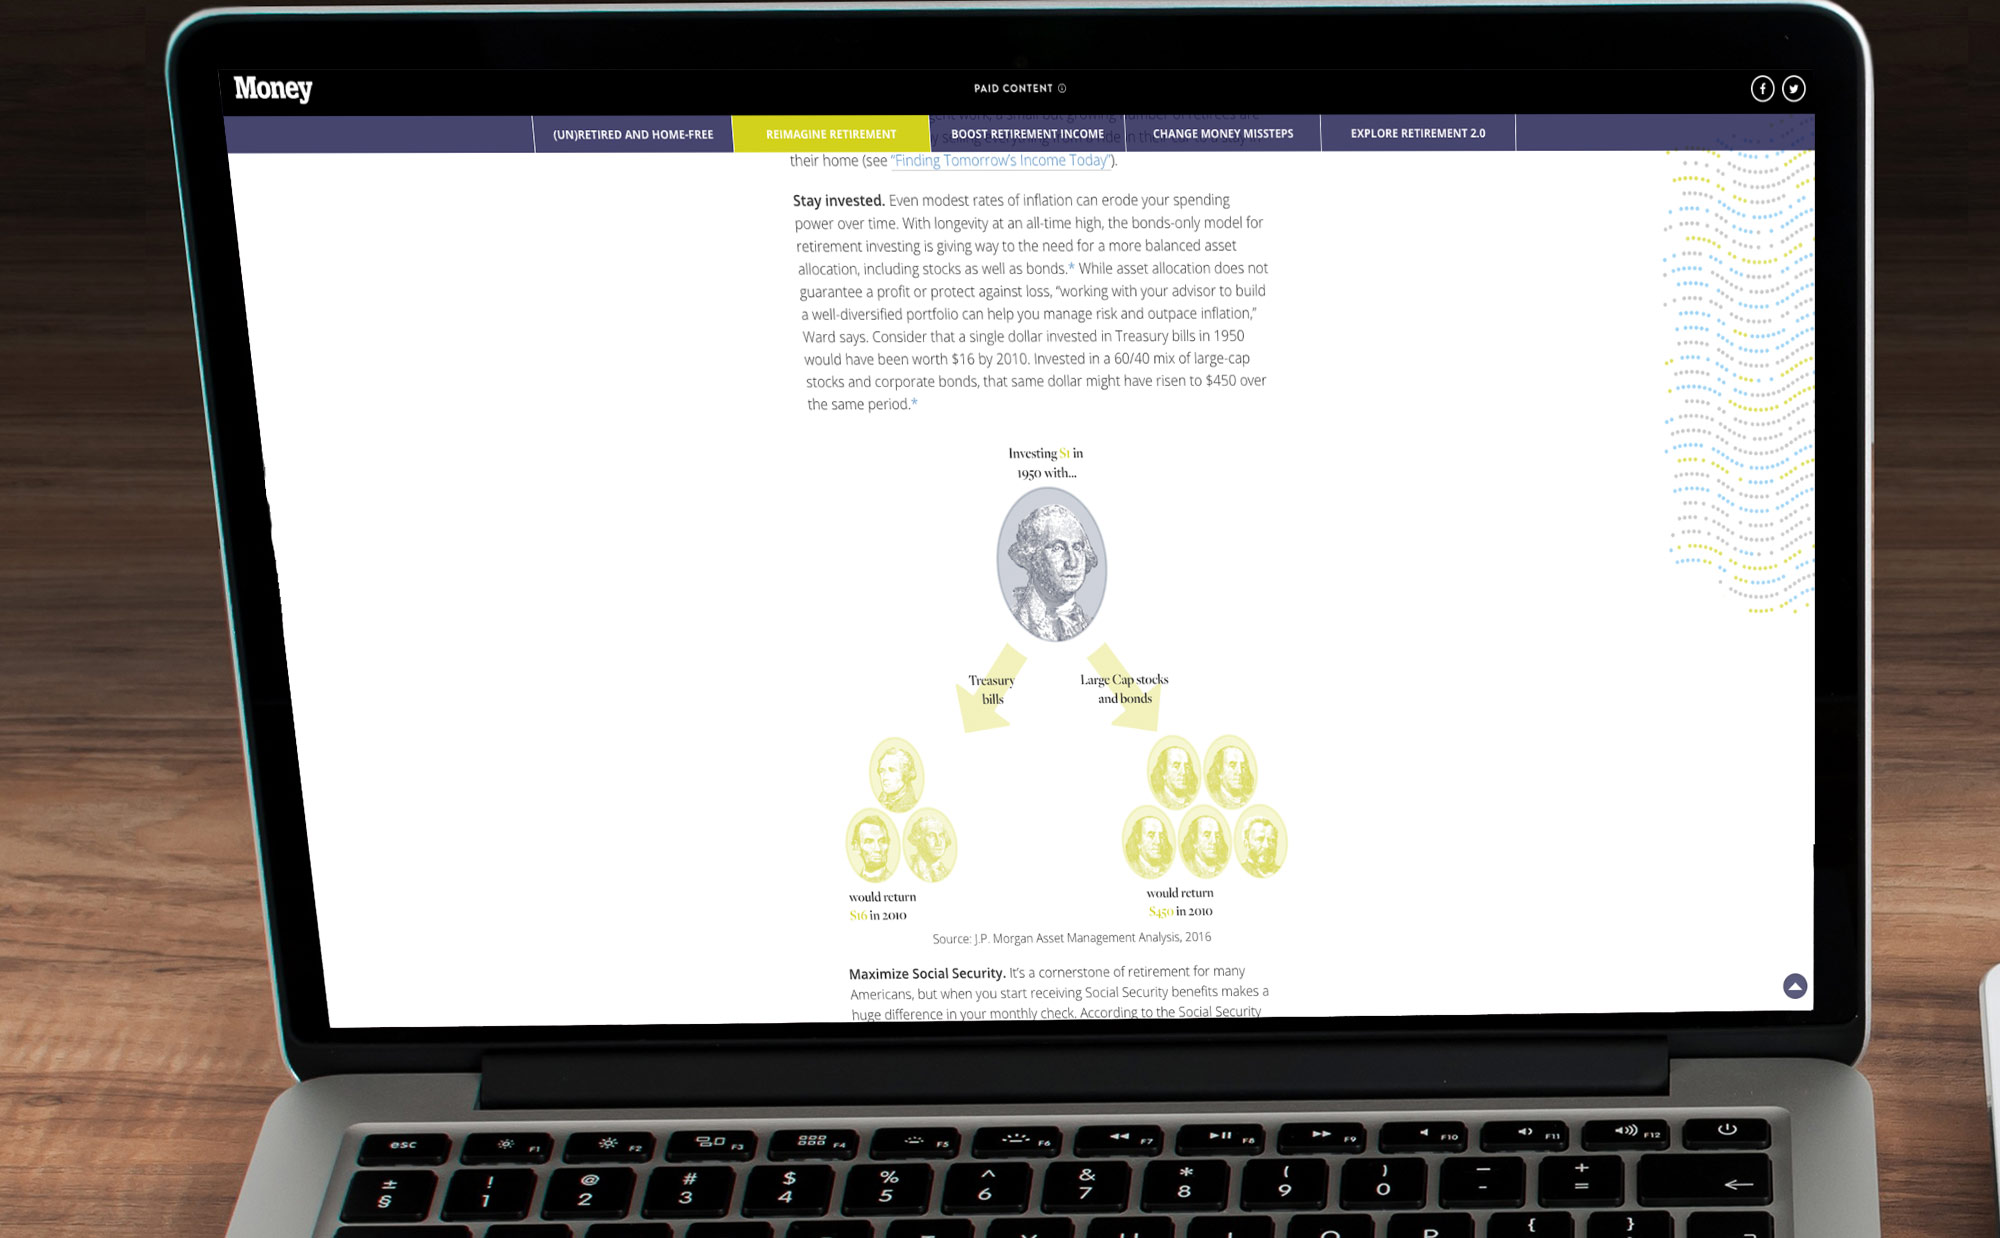 Money
PAID CONTENT
(UN)RETIRED AND HOME-FREE
REIMAGINE RETIREMENT
BOOST RETIREMENT INCOME
CHANGE MONEY MISSTEPS
EXPLORE RETIREMENT 2.0
their home (see “Finding Tomorrow’s Income Today”).
Stay invested. Even modest rates of inflation can erode your spending
power over time. With longevity at an all-time high, the bonds-only model for
retirement investing is giving way to the need for a more balanced asset
allocation, including stocks as well as bonds.* While asset allocation does not
guarantee a profit or protect against loss, “working with your advisor to build
a well-diversified portfolio can help you manage risk and outpace inflation,”
Ward says. Consider that a single dollar invested in Treasury bills in 1950
would have been worth $16 by 2010. Invested in a 60/40 mix of large-cap
stocks and corporate bonds, that same dollar might have risen to $450 over
the same period.*
Investing $1 in
1950 with...
Treasury
bills
Large Cap stocks
and bonds
would return
$16 in 2010
would return
$450 in 2010
Source: J.P. Morgan Asset Management Analysis, 2016
Maximize Social Security. It’s a cornerstone of retirement for many
Americans, but when you start receiving Social Security benefits makes a
huge difference in your monthly check. According to the Social Security
esc F1 F2 F3 F4 F5 F6 F7 F8 F9 F10 F11 F12
± ! @ # $ % ^ & * ( ) — +
§ 1 2 3 4 5 6 7 8 9 0 - =
{ }